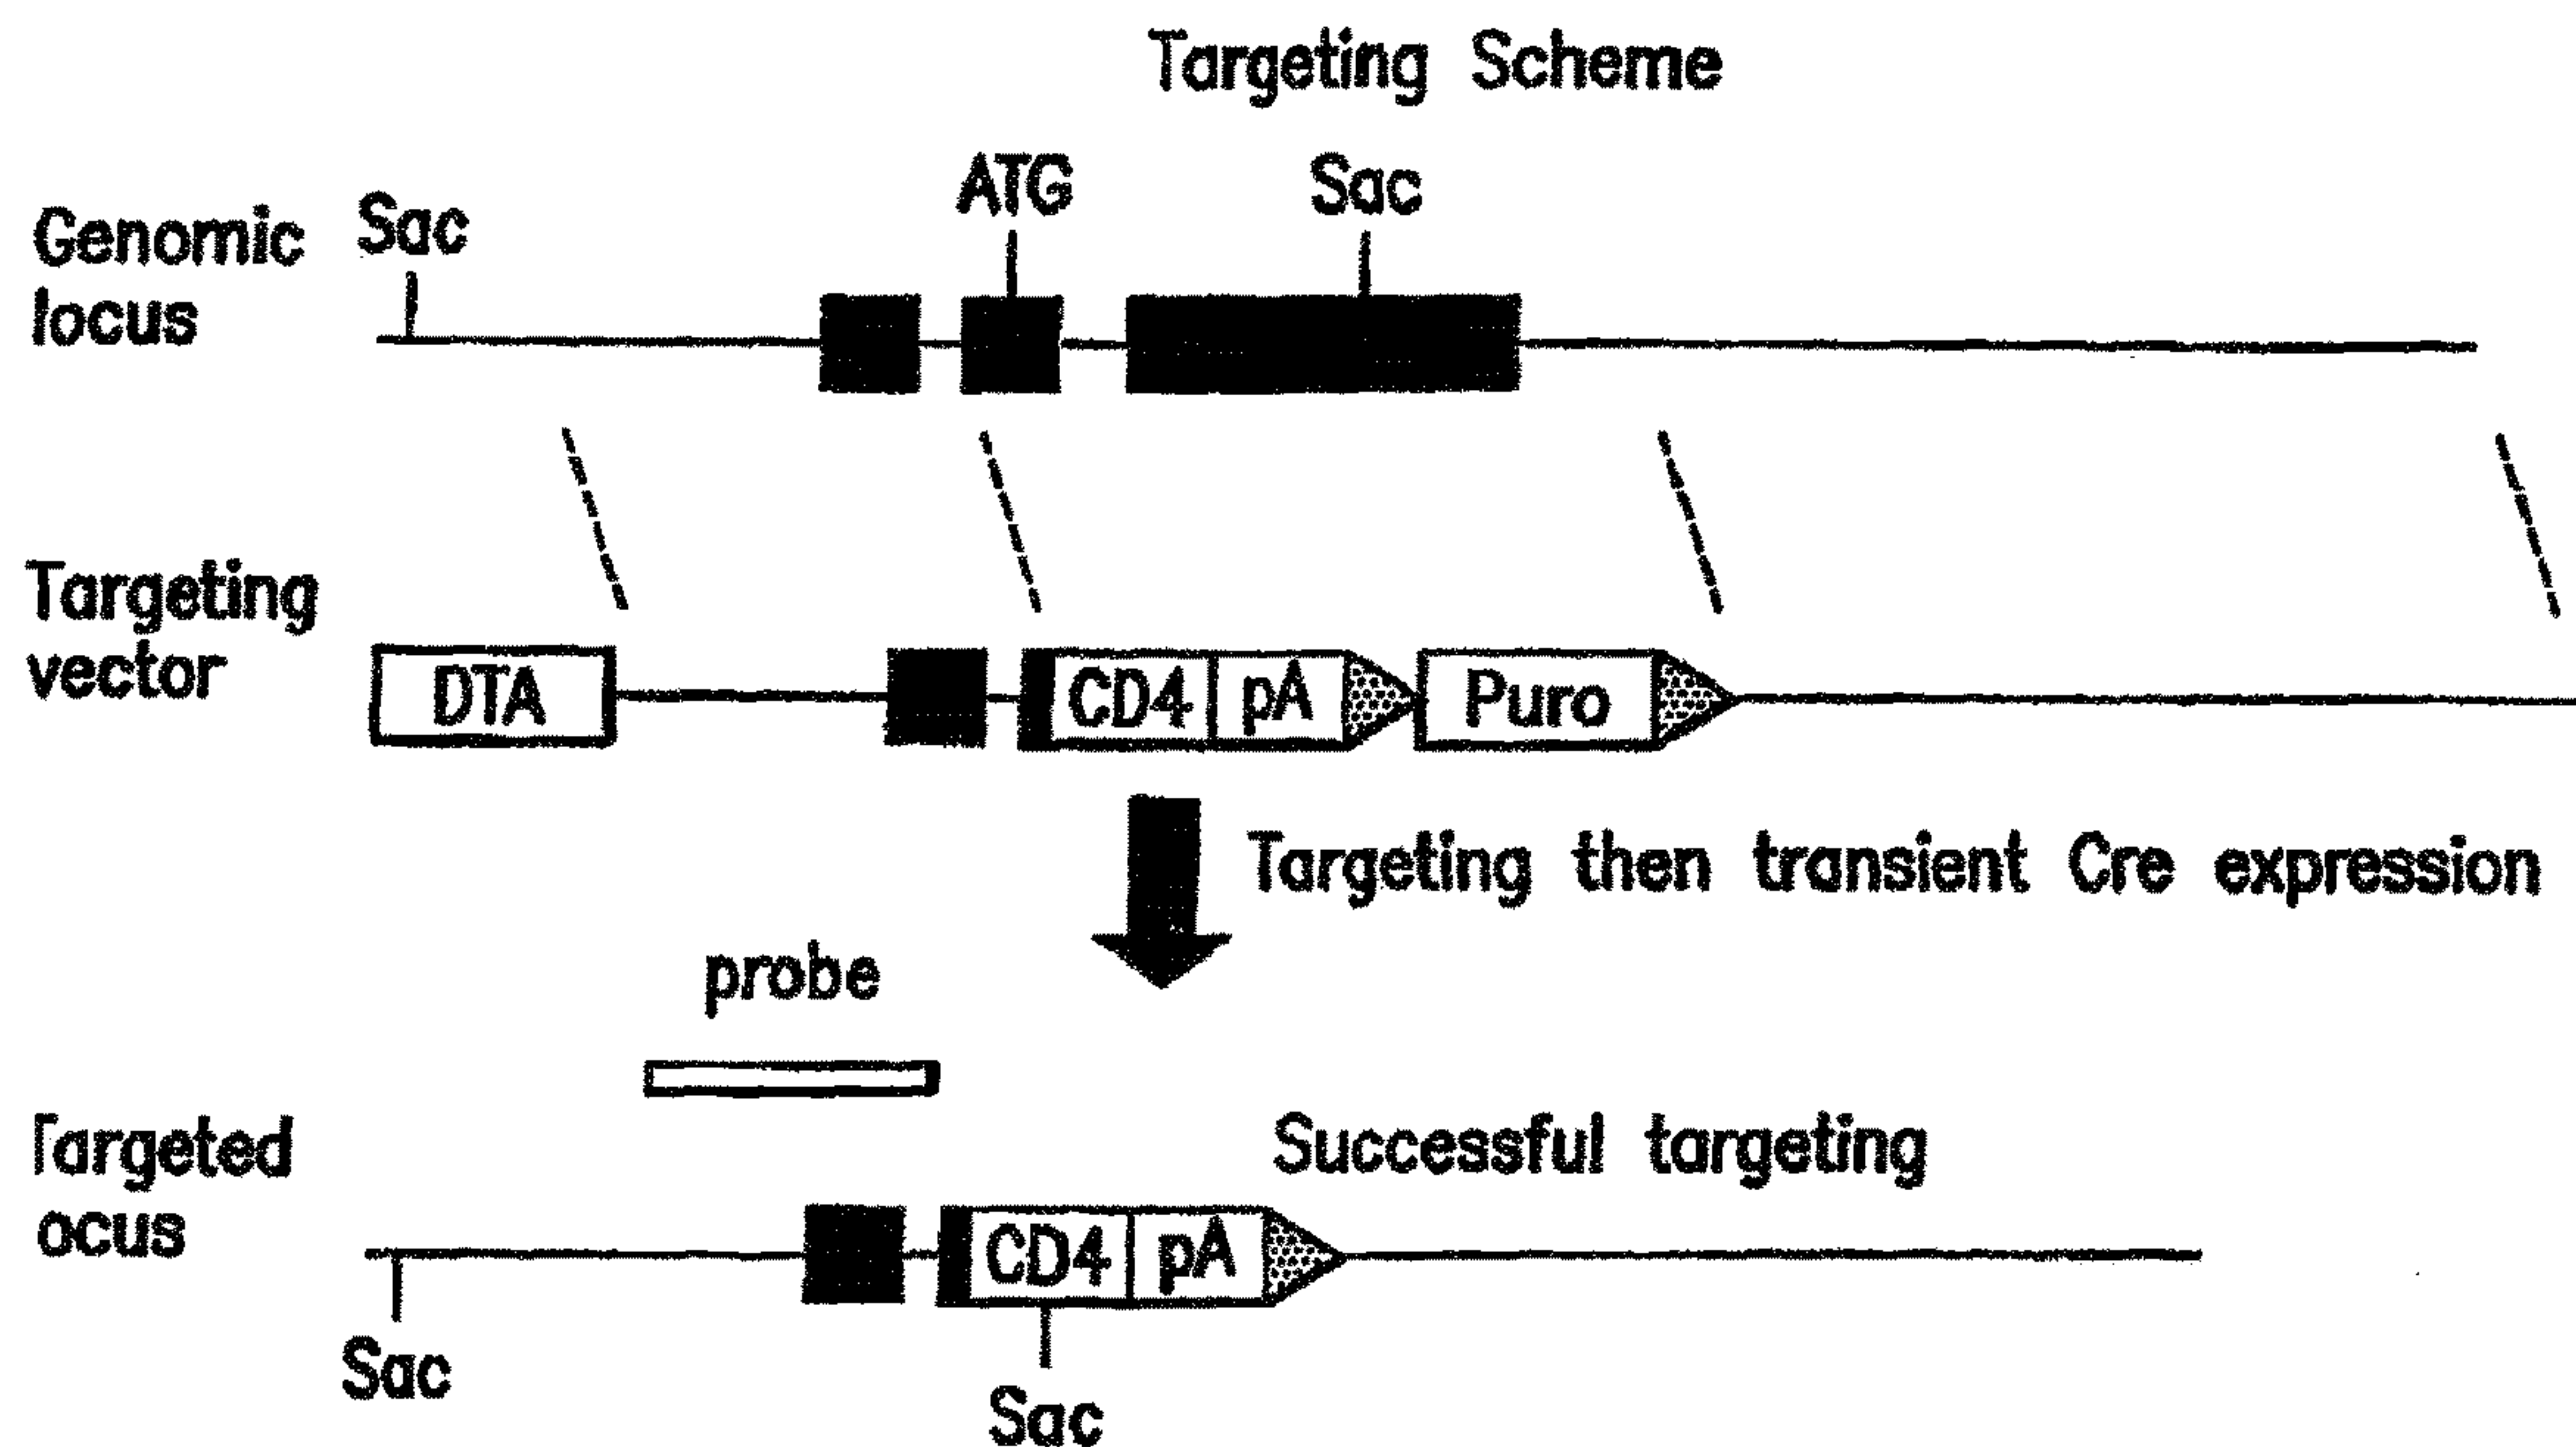 Targeting Scheme
ATG
Sac
Genomic
locus
Sac
Targeting
vector
DTA
CD4
pA
Puro
Targeting then transient Cre expression
probe
Targeted
ocus
Successful targeting
CD4
pA
Sac
Sac